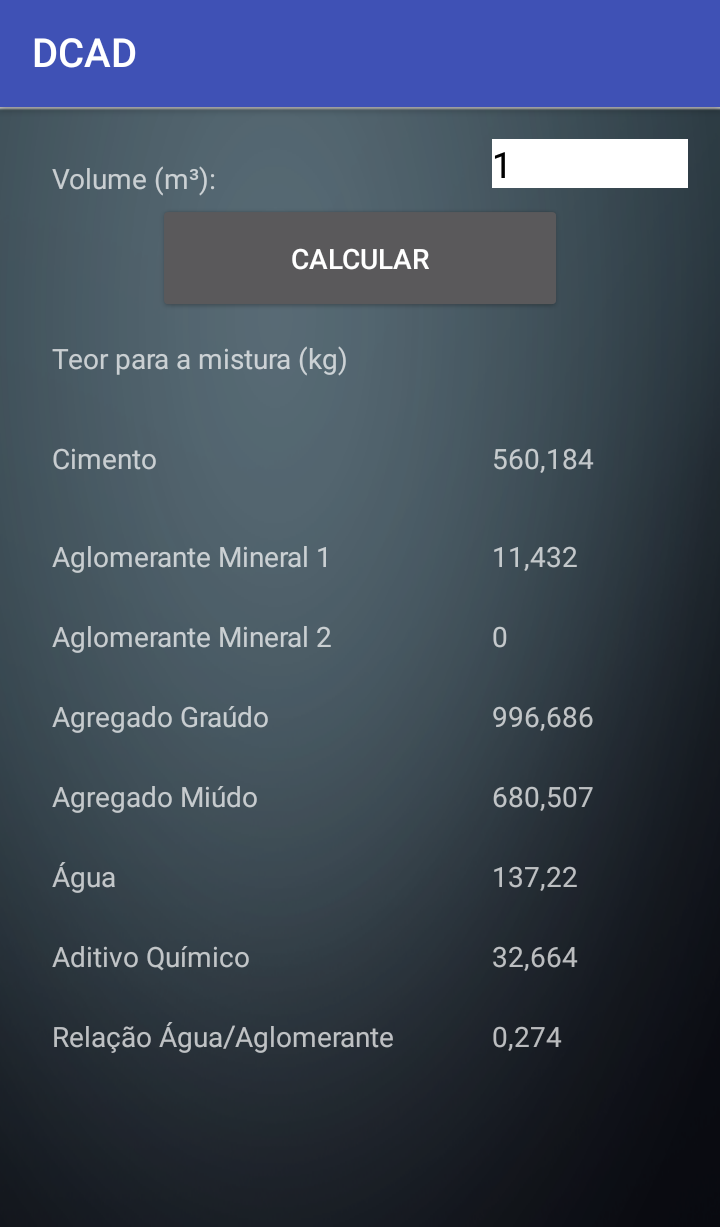 DCAD
Volume (m³): 1
CALCULAR
Teor para a mistura (kg)
Cimento 560,184
Aglomerante Mineral 1 11,432
Aglomerante Mineral 2 0
Agregado Graúdo 996,686
Agregado Miúdo 680,507
Água 137,22
Aditivo Químico 32,664
Relação Água/Aglomerante 0,274